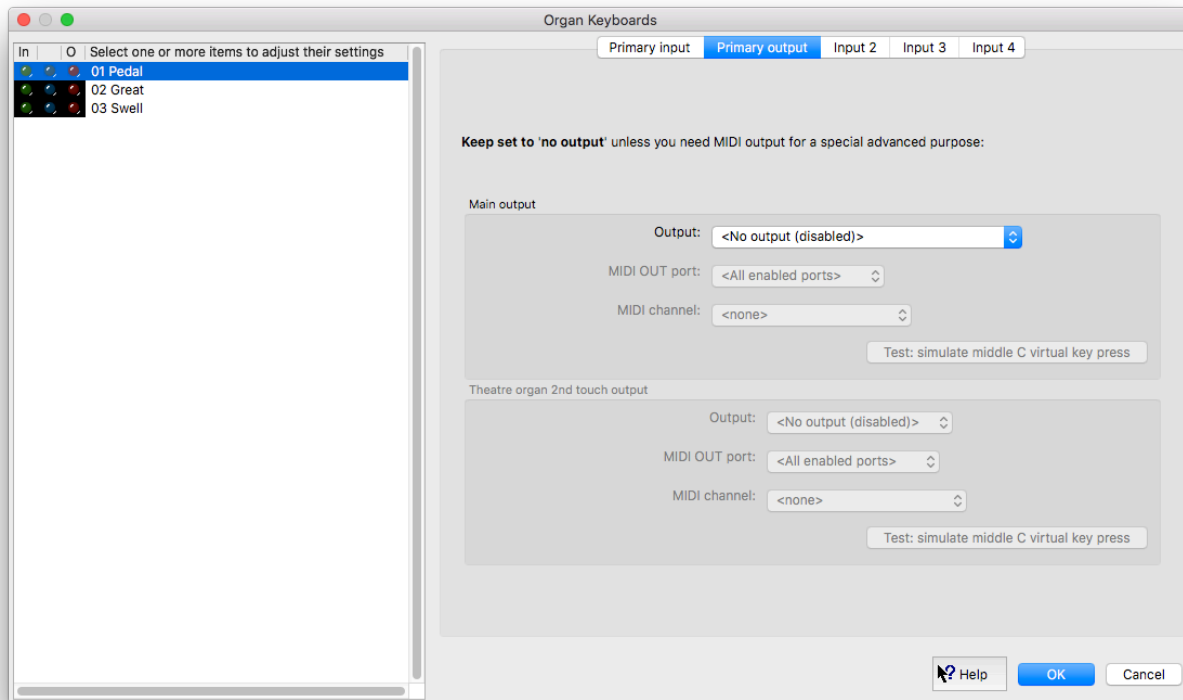 Organ Keyboards
In O Select one or more items to adjust their settings
01 Pedal
02 Great
03 Swell
Primary input Primary output Input 2 Input 3 Input 4
Keep set to 'no output' unless you need MIDI output for a special advanced purpose:
Main output
Output: <No output (disabled)>
MIDI OUT port: <All enabled ports>
MIDI channel: <none>
Test: simulate middle C virtual key press
Theatre organ 2nd touch output
Output: <No output (disabled)>
MIDI OUT port: <All enabled ports>
MIDI channel: <none>
Test: simulate middle C virtual key press
? Help OK Cancel